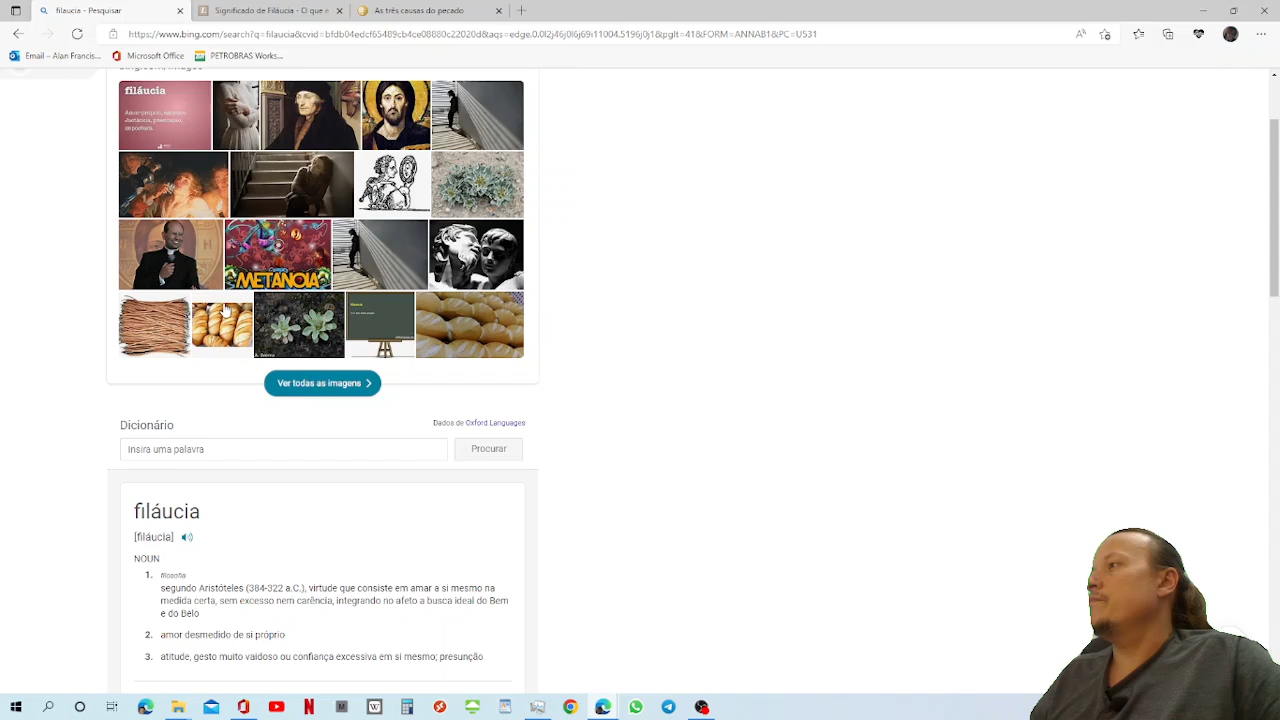 filaucia - Pesquisar
Significado de Filáucia - O que é
As três causas do pecado
https://www.bing.com/search?q=filaucia&cvid=bfdb04edcf65489cb4ce08880c22020d&aqs=edge.0.0l2j46j0l6j69i11004.5196j0j1&pglt=41&FORM=ANNAB1&PC=U531
Email – Alan Francis...
Microsoft Office
PETROBRAS Work...
bing.com/images
filáucia
METANOIA
Ver todas as imagens
Dicionário
Dados de Oxford Languages
Insira uma palavra
Procurar
filáucia
[filáucia]
NOUN
1. filosofia
segundo Aristóteles (384-322 a.C.), virtude que consiste em amar a si mesmo na
medida certa, sem excesso nem carência, integrando no afeto a busca ideal do Bem
e do Belo
2. amor desmedido de si próprio
3. atitude, gesto muito vaidoso ou confiança excessiva em si mesmo; presunção